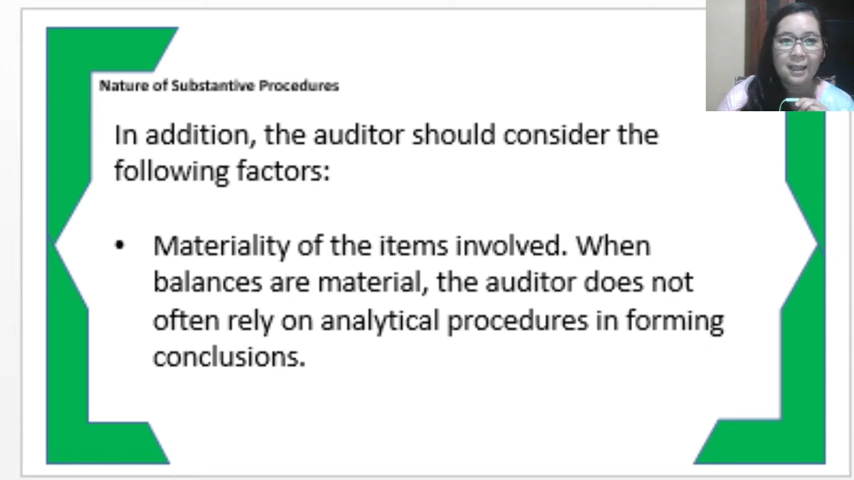 Nature of Substantive Procedures
In addition, the auditor should consider the
following factors:
• Materiality of the items involved. When
balances are material, the auditor does not
often rely on analytical procedures in forming
conclusions.